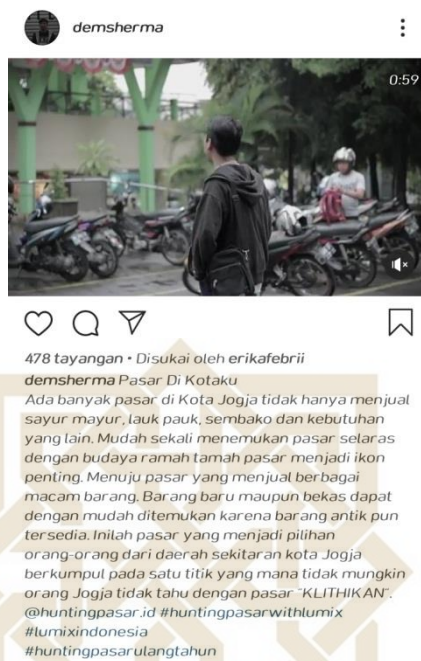 demsherma
0:59
478 tayangan • Disukai oleh erikafebrii
demsherma Pasar Di Kotaku
Ada banyak pasar di Kota Jogja tidak hanya menjual
sayur mayur, lauk pauk, sembako dan kebutuhan
yang lain. Mudah sekali menemukan pasar selaras
dengan budaya ramah tamah pasar menjadi ikon
penting. Menuju pasar yang menjual berbagai
macam barang. Barang baru maupun bekas dapat
dengan mudah ditemukan karena barang antik pun
tersedia. Inilah pasar yang menjadi pilihan
orang-orang dari daerah sekitaran kota Jogja
berkumpul pada satu titik yang mana tidak mungkin
orang Jogja tidak tahu dengan pasar "KLITHIKAN".
@huntingpasar.id #huntingpasarwithlumix
#lumixindonesia
#huntingpasarulangtahun